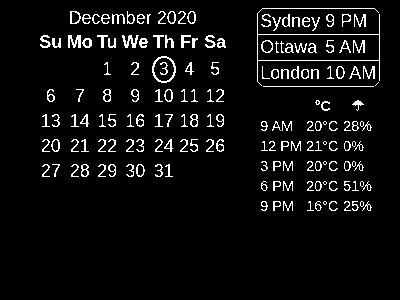 December 2020
Su Mo Tu We Th Fr Sa
1 2 3 4 5
6 7 8 9 10 11 12
13 14 15 16 17 18 19
20 21 22 23 24 25 26
27 28 29 30 31
Sydney 9 PM
Ottawa 5 AM
London 10 AM
°C ☂
9 AM 20°C 28%
12 PM 21°C 0%
3 PM 20°C 0%
6 PM 20°C 51%
9 PM 16°C 25%